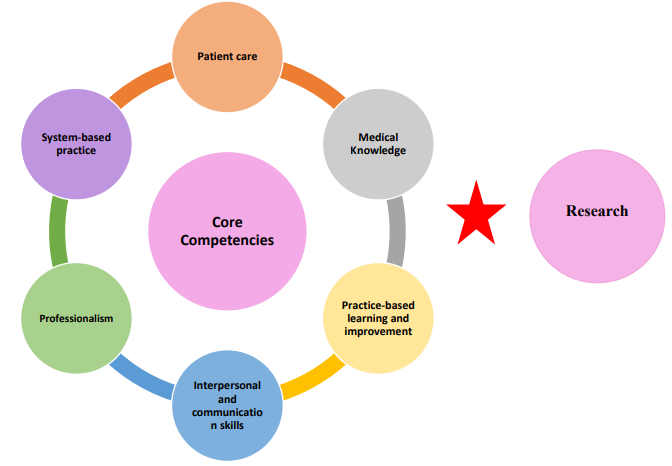 Patient care
System-based
practice
Medical
Knowledge
Core
Competencies
Research
Professionalism
Practice-based
learning and
improvement
Interpersonal
and
communicatio
n skills